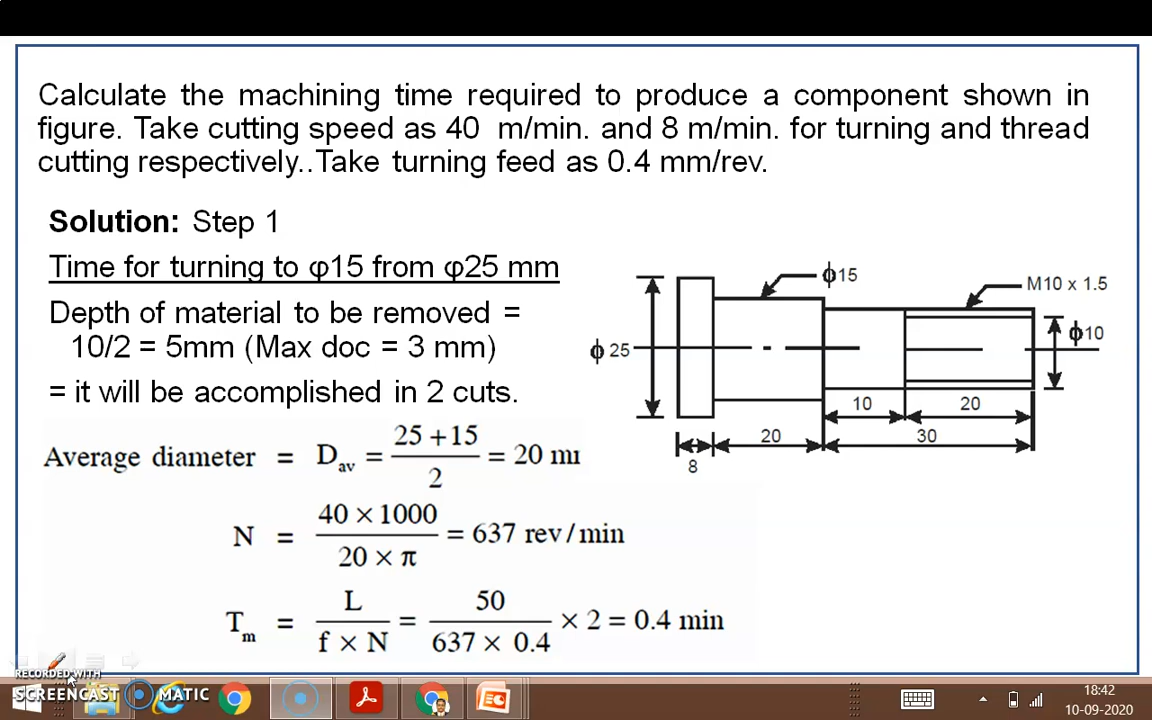 Calculate the machining time required to produce a component shown in
figure. Take cutting speed as 40 m/min. and 8 m/min. for turning and thread
cutting respectively..Take turning feed as 0.4 mm/rev.
Solution: Step 1
Time for turning to φ15 from φ25 mm
Depth of material to be removed =
10/2 = 5mm (Max doc = 3 mm)
= it will be accomplished in 2 cuts.
Average diameter = D_av = (25 + 15) / 2 = 20
N = (40 × 1000) / (20 × π) = 637 rev/min
T_m = L / (f × N) = 50 / (637 × 0.4) × 2 = 0.4 min
ϕ15
M10 x 1.5
ϕ10
ϕ 25
10
20
20
30
8
RECORDED WITH
SCREENCAST MATIC
18:42
10-09-2020